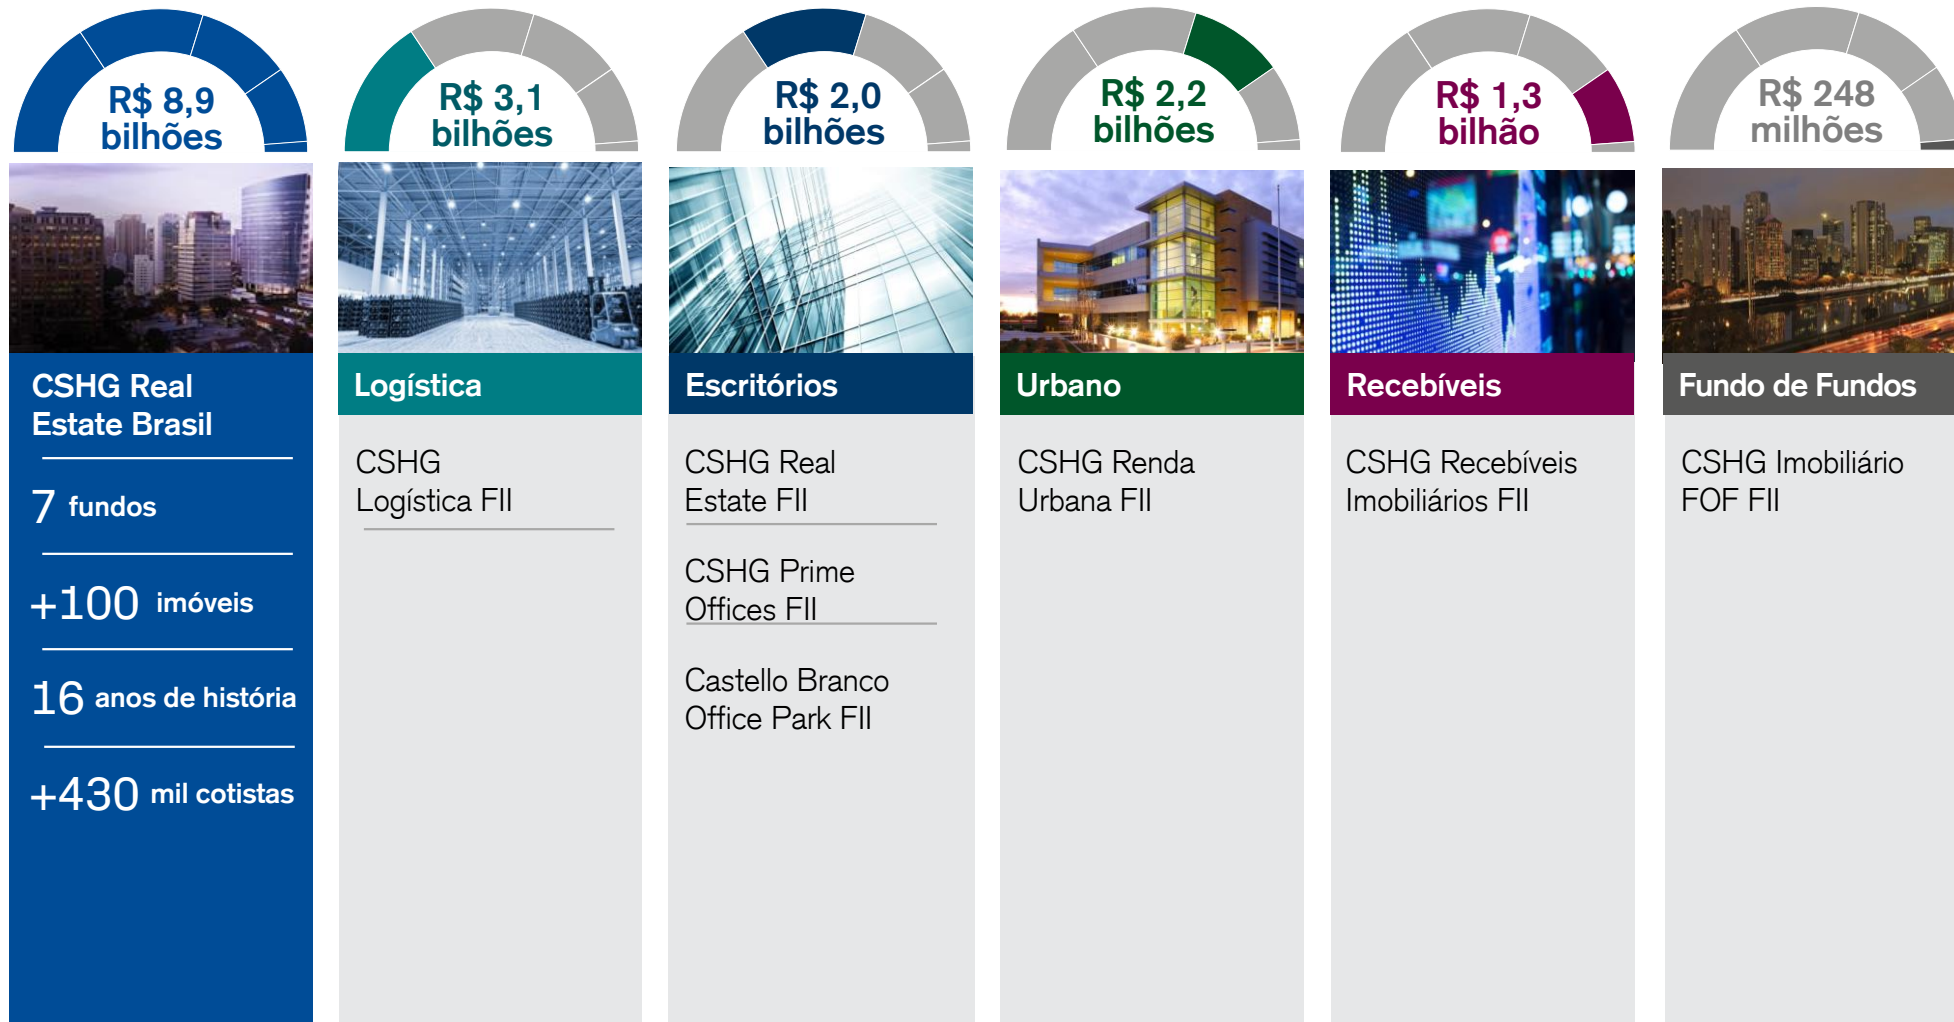 R$ 8,9
bilhões
CSHG Real
Estate Brasil
7 fundos
+100 imóveis
16 anos de história
+430 mil cotistas
R$ 3,1
bilhões
Logística
CSHG
Logística FII
R$ 2,0
bilhões
Escritórios
CSHG Real
Estate FII
CSHG Prime
Offices FII
Castello Branco
Office Park FII
R$ 2,2
bilhões
Urbano
CSHG Renda
Urbana FII
R$ 1,3
bilhão
Recebíveis
CSHG Recebíveis
Imobiliários FII
R$ 248
milhões
Fundo de Fundos
CSHG Imobiliário
FOF FII